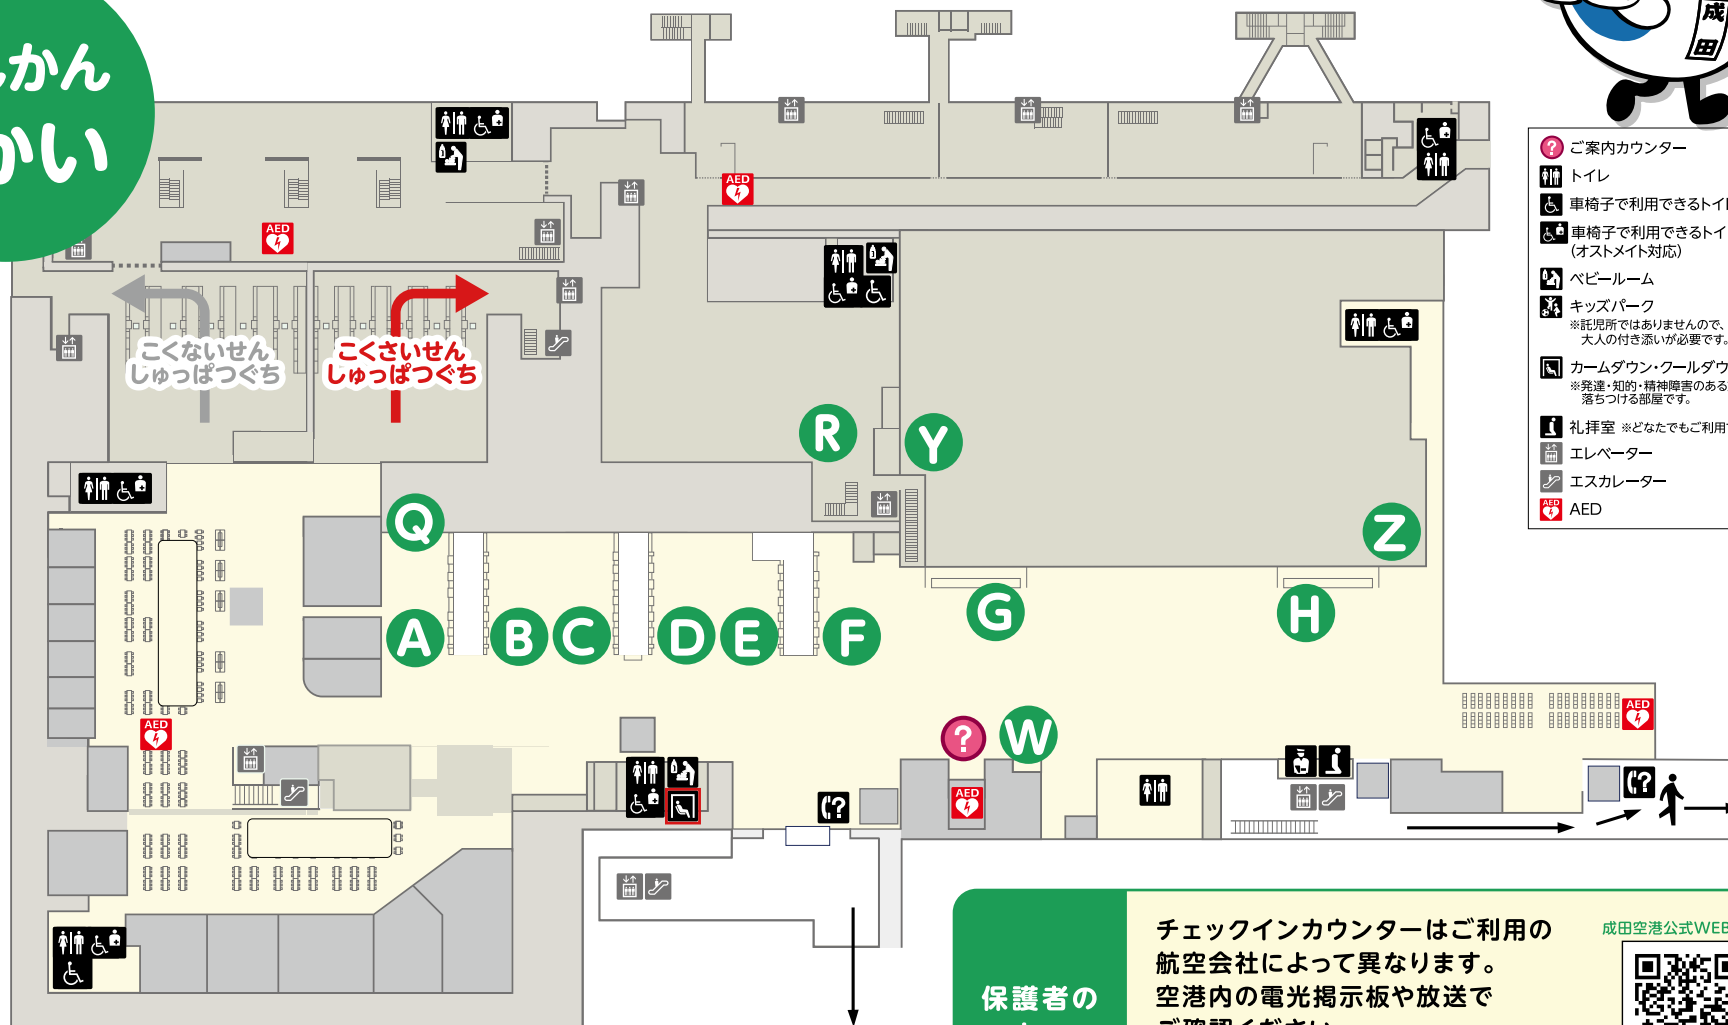 かん
かい
成
田
ご案内カウンター
トイレ
車椅子で利用できるトイレ
車椅子で利用できるトイ
(オストメイト対応)
ベビールーム
キッズパーク
※託児所ではありませんので、
大人の付き添いが必要です。
カームダウン・クールダウ
※発達・知的・精神障害のある
落ちつける部屋です。
礼拝室 ※どなたでもご利用
エレベーター
エスカレーター
AED
AED
AED
こくないせん
しゅっぱつぐち
こくさいせん
しゅっぱつぐち
R
Y
Q
Z
A
B
C
D
E
F
G
H
AED
AED
?
W
AED
?
?
保護者の
チェックインカウンターはご利用の
航空会社によって異なります。
空港内の電光掲示板や放送で
ご確認ください
成田空港公式WEB